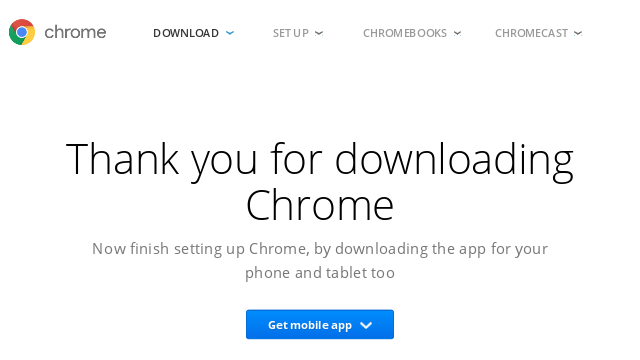 chrome DOWNLOAD SET UP CHROMEBOOKS CHROMECAST
Thank you for downloading
Chrome
Now finish setting up Chrome, by downloading the app for your
phone and tablet too
Get mobile app